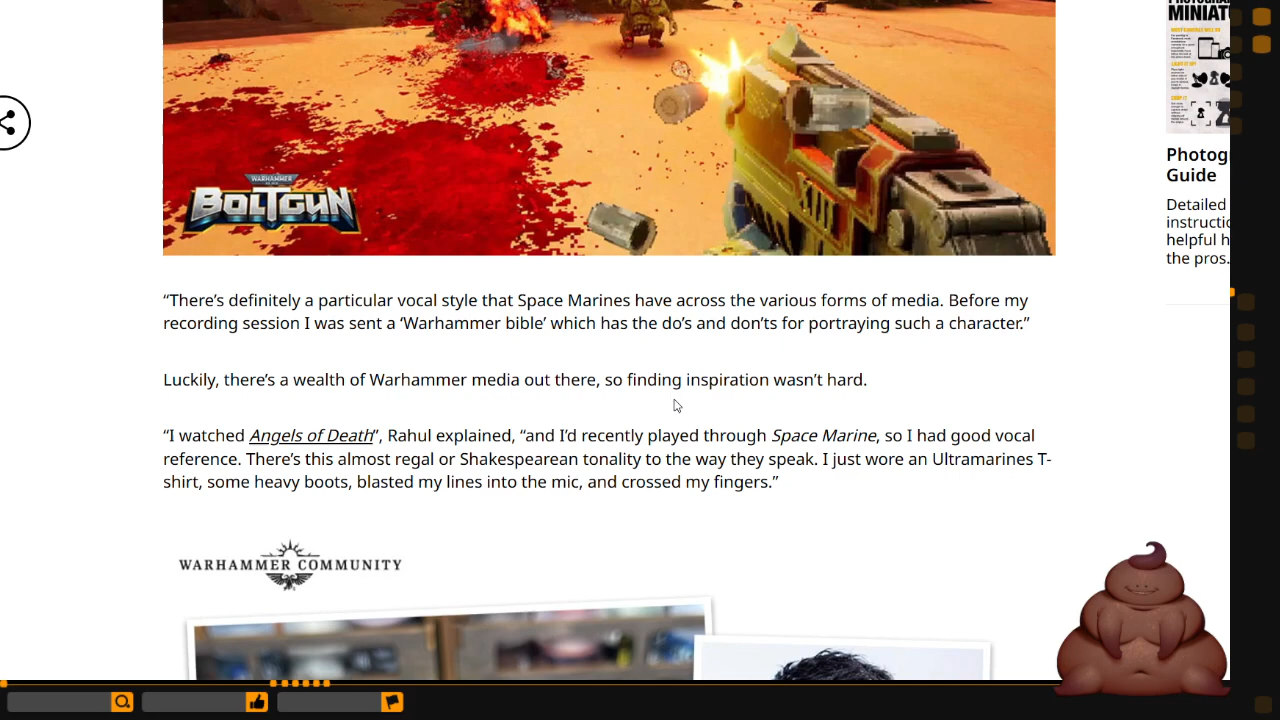 WARHAMMER
BOLTGUN
MINIAT
Photog
Guide
Detailed
instructio
helpful h
the pros.
“There’s definitely a particular vocal style that Space Marines have across the various forms of media. Before my
recording session I was sent a ‘Warhammer bible’ which has the do’s and don’ts for portraying such a character.”
Luckily, there’s a wealth of Warhammer media out there, so finding inspiration wasn’t hard.
“I watched Angels of Death”, Rahul explained, “and I’d recently played through Space Marine, so I had good vocal
reference. There’s this almost regal or Shakespearean tonality to the way they speak. I just wore an Ultramarines T-
shirt, some heavy boots, blasted my lines into the mic, and crossed my fingers.”
WARHAMMER COMMUNITY